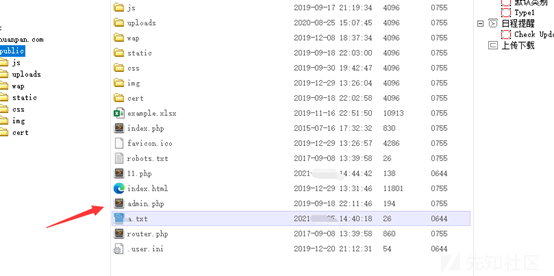 uanpan.com
public
js
uploads
wap
static
css
img
cert
js 2019-09-17 21:19:34 4096 0755
uploads 2020-08-25 15:07:45 4096 0755
wap 2019-12-08 18:37:34 4096 0755
static 2019-09-18 22:03:00 4096 0755
css 2019-09-30 19:42:47 4096 0755
img 2019-12-29 13:26:04 4096 0755
cert 2019-09-18 22:02:58 4096 0755
example.xlsx 2019-11-16 22:51:50 10913 0755
index.php 2015-07-16 17:32:32 830 0755
favicon.ico 2019-12-29 13:26:57 4286 0755
robots.txt 2017-09-08 13:39:58 26 0755
11.php 2021 14:44:42 138 0644
index.html 2019-12-29 13:31:46 11801 0755
admin.php 2019-09-18 22:11:46 194 0755
a.txt 2021 14:40:18 26 0644
router.php 2017-09-08 13:39:58 860 0755
.user.ini 2019-12-20 21:12:31 54 0644
默认类别
Type1
日程提醒
Check Upda
上传下载
先知社区